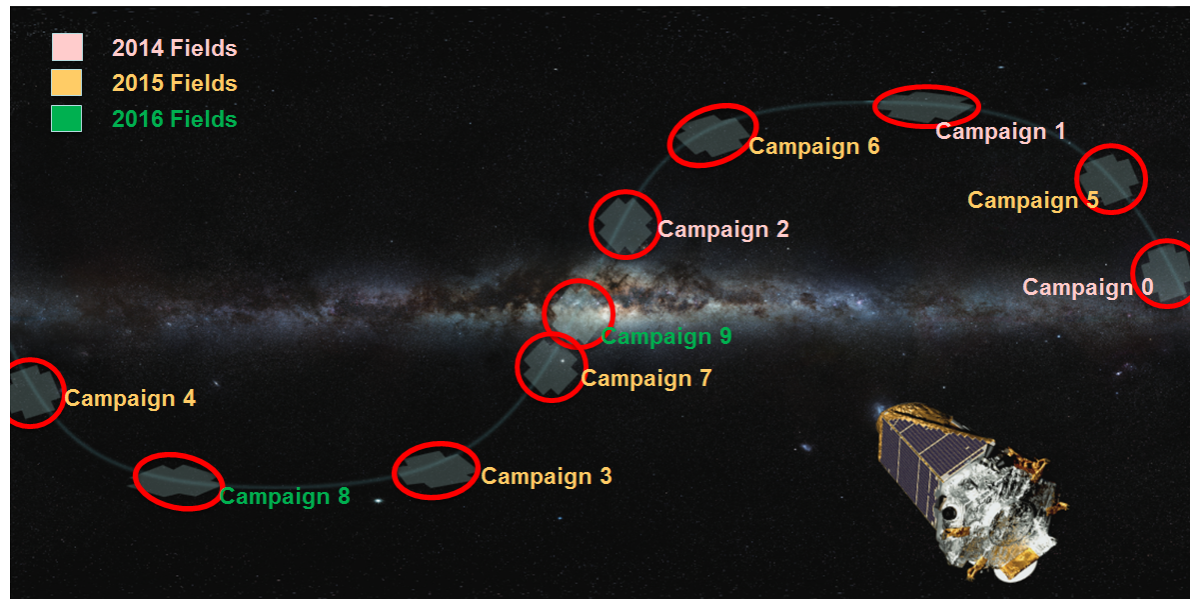 2014 Fields
2015 Fields
2016 Fields
Campaign 1
Campaign 6
Campaign 5
Campaign 2
Campaign 0
Campaign 9
Campaign 7
Campaign 4
Campaign 3
Campaign 8